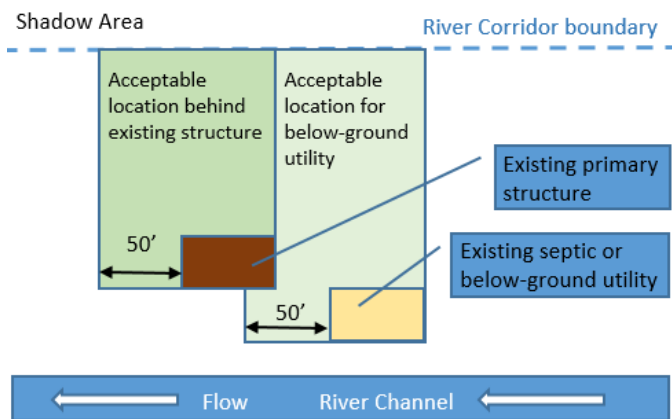 Shadow Area
River Corridor boundary
Acceptable
location behind
existing structure
Acceptable
location for
below-ground
utility
Existing primary
structure
50’
Existing septic or
below-ground utility
50’
Flow
River Channel